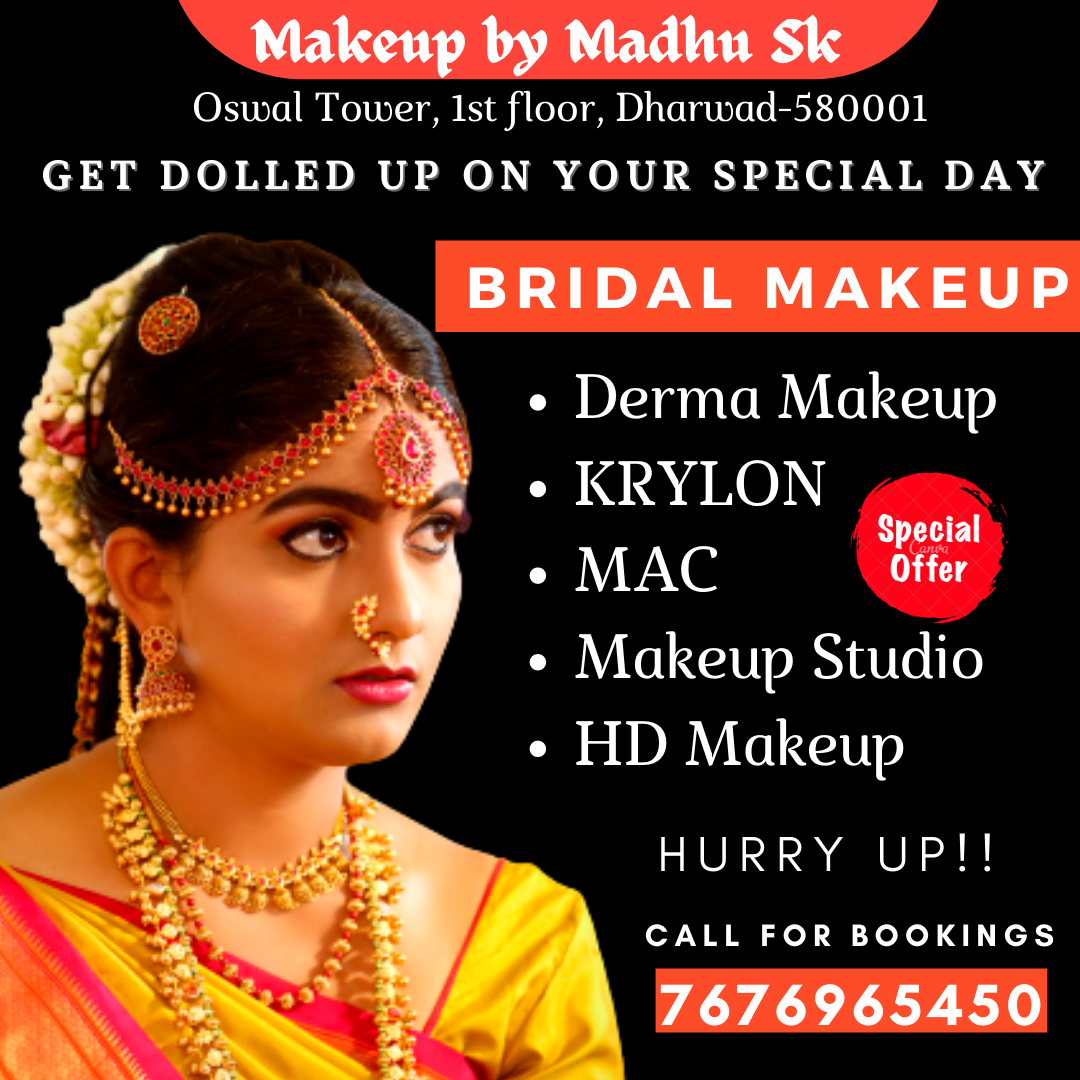 Makeup by Madhu Sk
Oswal Tower, 1st floor, Dharwad-580001
GET DOLLED UP ON YOUR SPECIAL DAY
BRIDAL MAKEUP
• Derma Makeup
• KRYLON
• MAC
• Makeup Studio
• HD Makeup
Special
Canva
Offer
HURRY UP!!
CALL FOR BOOKINGS
7676965450